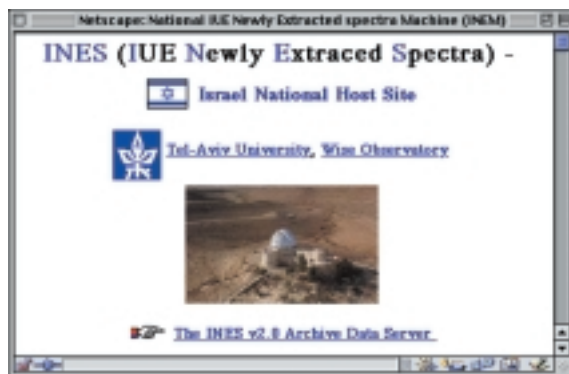 Netscape: National IUE Newly Extracted spectra Machine (INEM)
INES (IUE Newly Extraced Spectra) -
Israel National Host Site
Tel-Aviv University, Wise Observatory
The INES v2.0 Archive Data Server